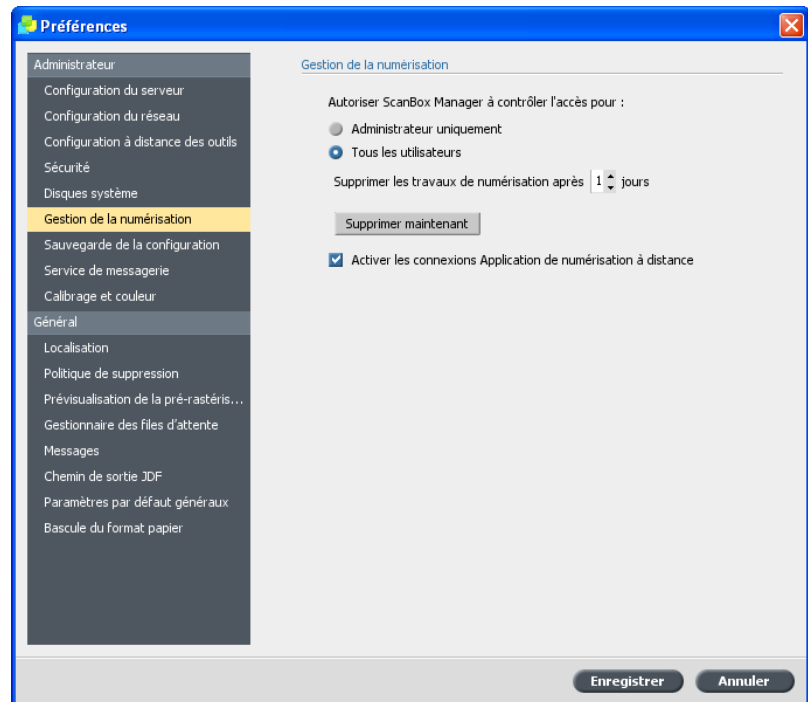 Préférences
Administrateur
Configuration du serveur
Configuration du réseau
Configuration à distance des outils
Sécurité
Disques système
Gestion de la numérisation
Sauvegarde de la configuration
Service de messagerie
Calibrage et couleur
Général
Localisation
Politique de suppression
Prévisualisation de la pré-rastéris...
Gestionnaire des files d'attente
Messages
Chemin de sortie JDF
Paramètres par défaut généraux
Bascule du format papier
Gestion de la numérisation
Autoriser ScanBox Manager à contrôler l'accès pour :
Administrateur uniquement
Tous les utilisateurs
Supprimer les travaux de numérisation après 1 jours
Supprimer maintenant
Activer les connexions Application de numérisation à distance
Enregistrer
Annuler